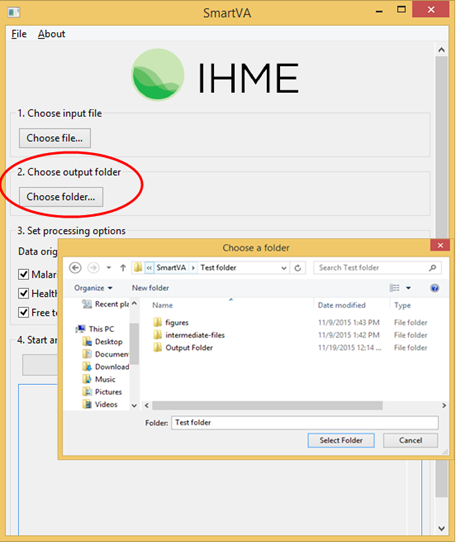 SmartVA
File About
IHME
1. Choose input file
Choose file...
2. Choose output folder
Choose folder...
3. Set processing options
Data orig
Malar
Health
Free te
4. Start an
Choose a folder
« SmartVA Test folder
Search Test folder
Organize New folder
Recent pla
This PC
Desktop
Documen
Download
Music
Pictures
Videos
Name Date modified Type
figures 11/9/2015 1:43 PM File folder
intermediate-files 11/9/2015 1:42 PM File folder
Output Folder 11/19/2015 12:14 ... File folder
Folder: Test folder
Select Folder Cancel